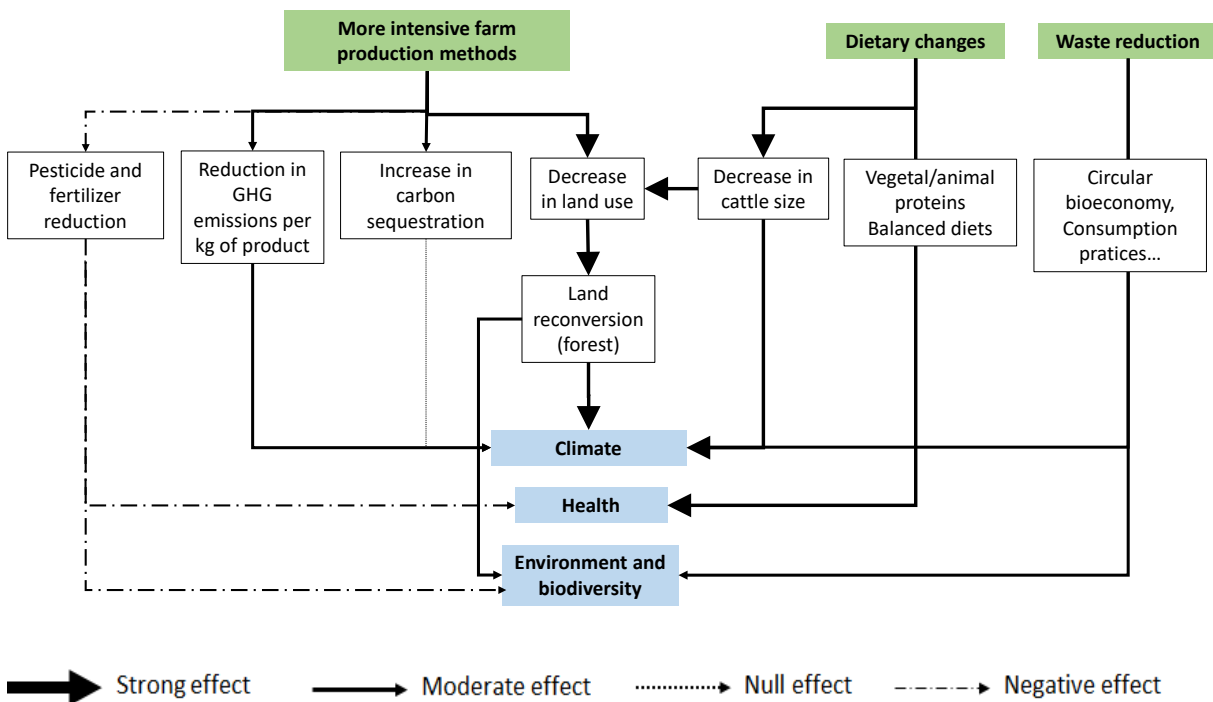 More intensive farm
production methods
Dietary changes
Waste reduction
Pesticide and
fertilizer
reduction
Reduction in
GHG
emissions per
kg of product
Increase in
carbon
sequestration
Decrease
in land use
Decrease in
cattle size
Vegetal/animal
proteins
Balanced diets
Circular
bioeconomy,
Consumption
pratices...
Land
reconversion
(forest)
Climate
Health
Environment and
biodiversity
Strong effect
Moderate effect
Null effect
Negative effect